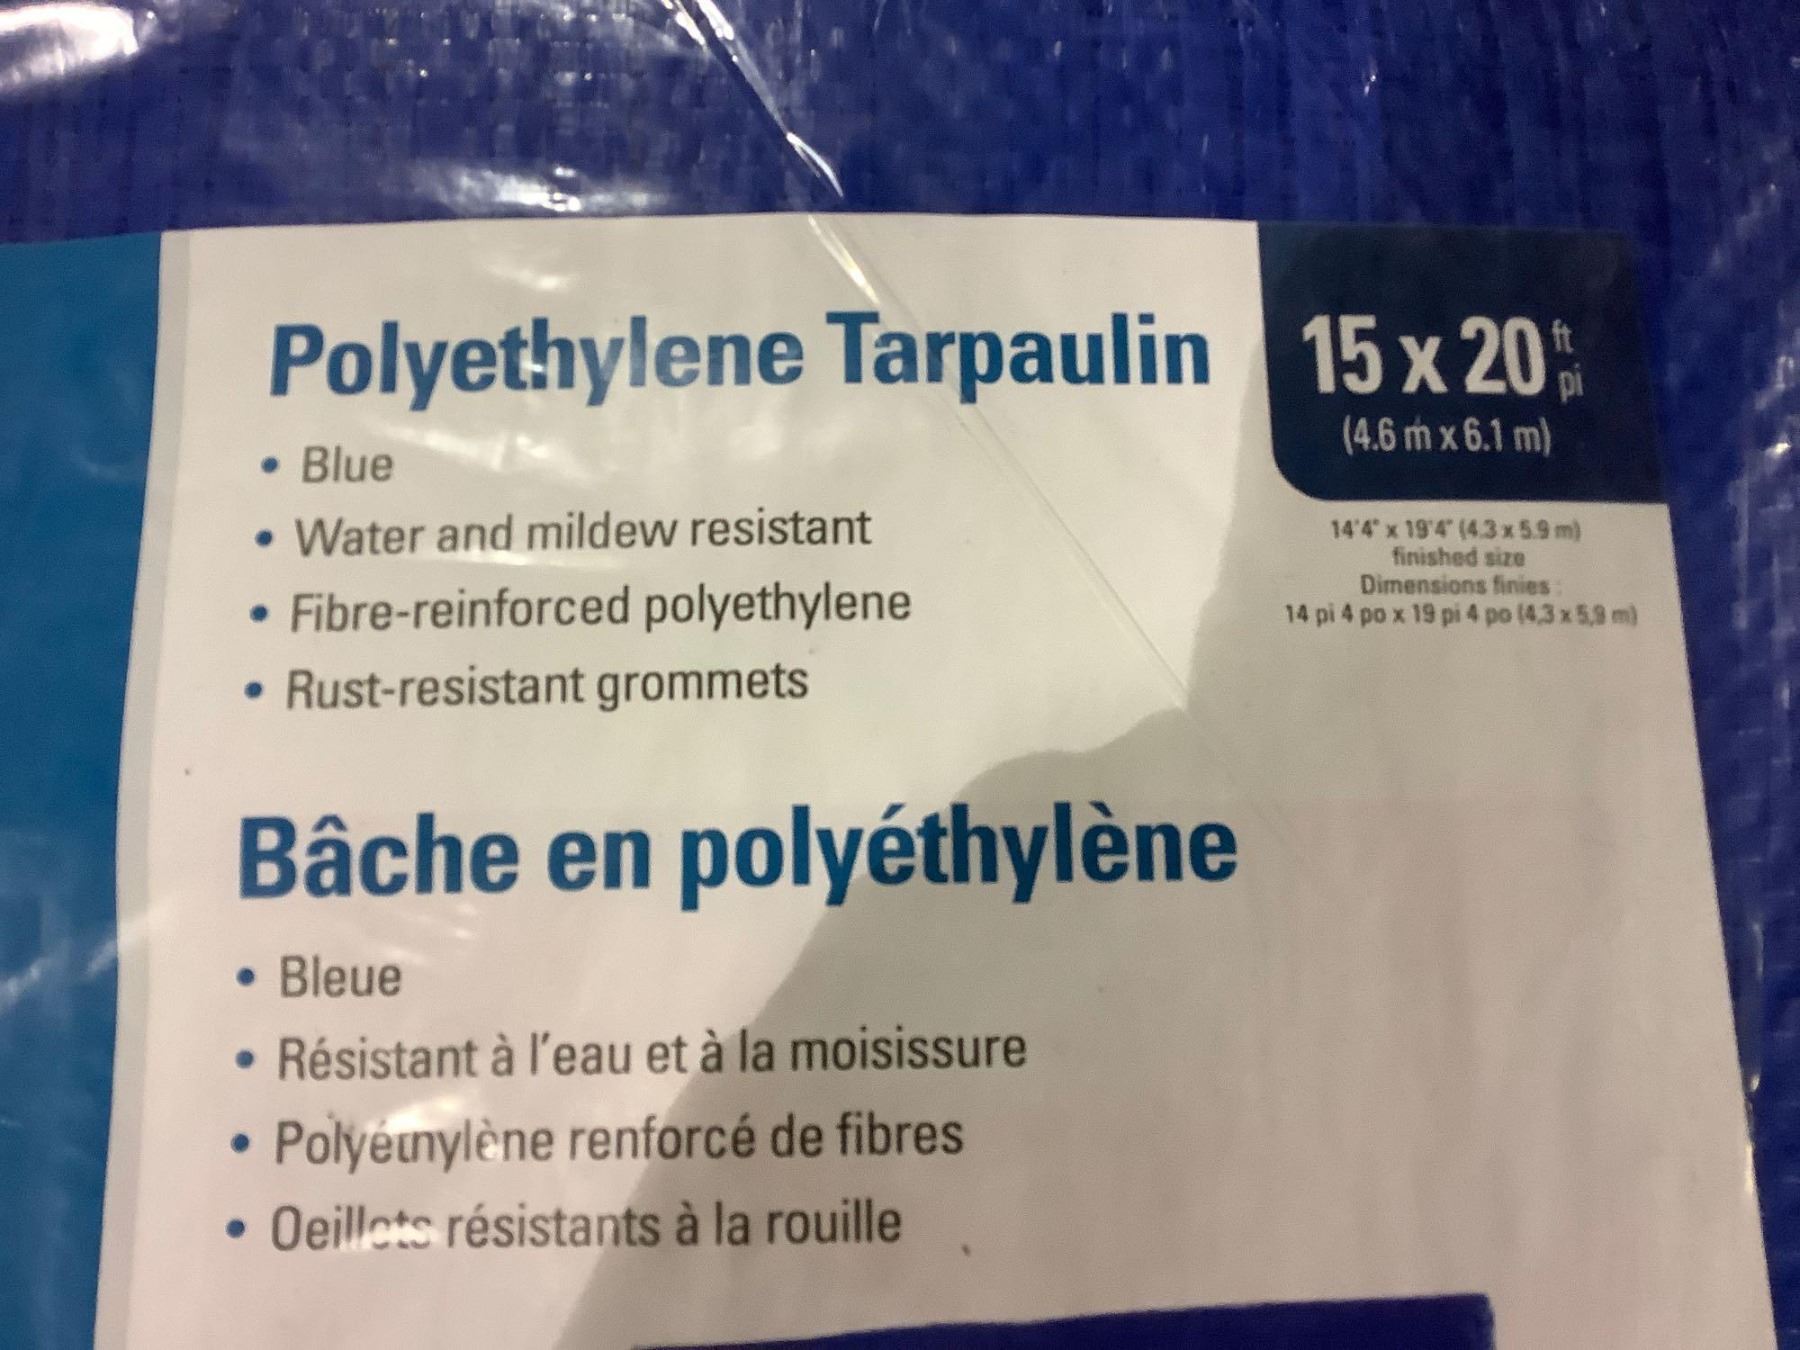 Polyethylene Tarpaulin
• Blue
• Water and mildew resistant
• Fibre-reinforced polyethylene
• Rust-resistant grommets
15 x 20 ft pi
(4.6 m x 6.1 m)
14'4" x 19'4" (4.3 x 5.9 m)
finished size
Dimensions finies :
14 pi 4 po x 19 pi 4 po (4,3 x 5,9 m)
Bâche en polyéthylène
• Bleue
• Résistant à l'eau et à la moisissure
• Polyéthylène renforcé de fibres
• Oeillets résistants à la rouille